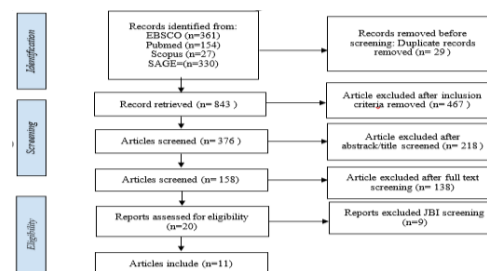 Identification
Records identified from:
EBSCO (n=361)
Pubmed (n=154)
Scopus (n=27)
SAGE=(n=330)
Records removed before
screening: Duplicate records
removed (n= 29 )
Record retrieved (n= 843 )
Article excluded after inclusion
criteria removed (n= 467 )
Screening
Articles screened (n= 376 )
Article excluded after
abstrack/title screened (n= 218 )
Articles screened (n= 158)
Article excluded after full text
screening (n= 138)
Eligibility
Reports assessed for eligibility
(n=20)
Reports excluded JBI screening
(n=9)
Articles include (n=11)